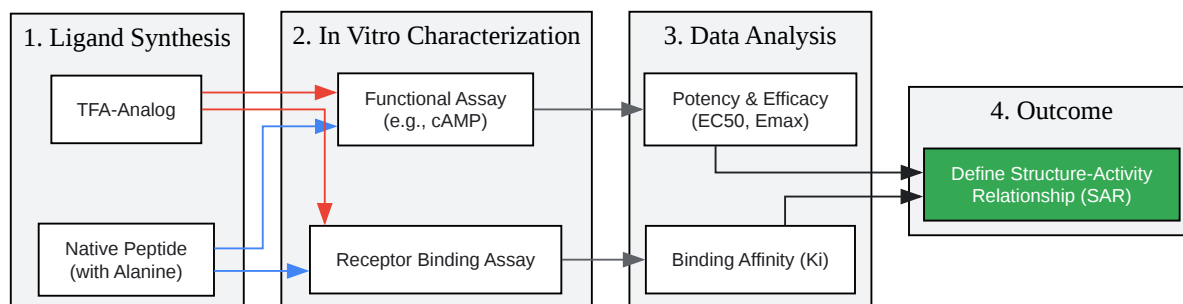 1. Ligand Synthesis
TFA-Analog
Native Peptide
(with Alanine)
2. In Vitro Characterization
Functional Assay
(e.g., cAMP)
Receptor Binding Assay
3. Data Analysis
Potency & Efficacy
(EC50, Emax)
Binding Affinity (Ki)
4. Outcome
Define Structure-Activity
Relationship (SAR)